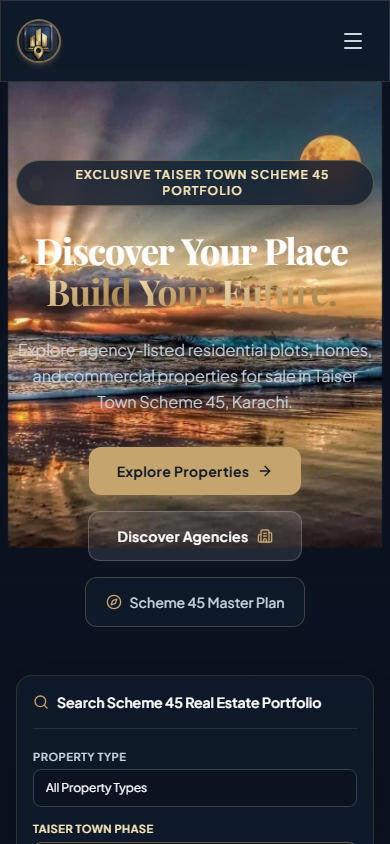 EXCLUSIVE TAISER TOWN SCHEME 45
PORTFOLIO
Discover Your Place
Build Your Future.
Explore agency-listed residential plots, homes,
and commercial properties for sale in Taiser
Town Scheme 45, Karachi.
Explore Properties
Discover Agencies
Scheme 45 Master Plan
Search Scheme 45 Real Estate Portfolio
PROPERTY TYPE
All Property Types
TAISER TOWN PHASE